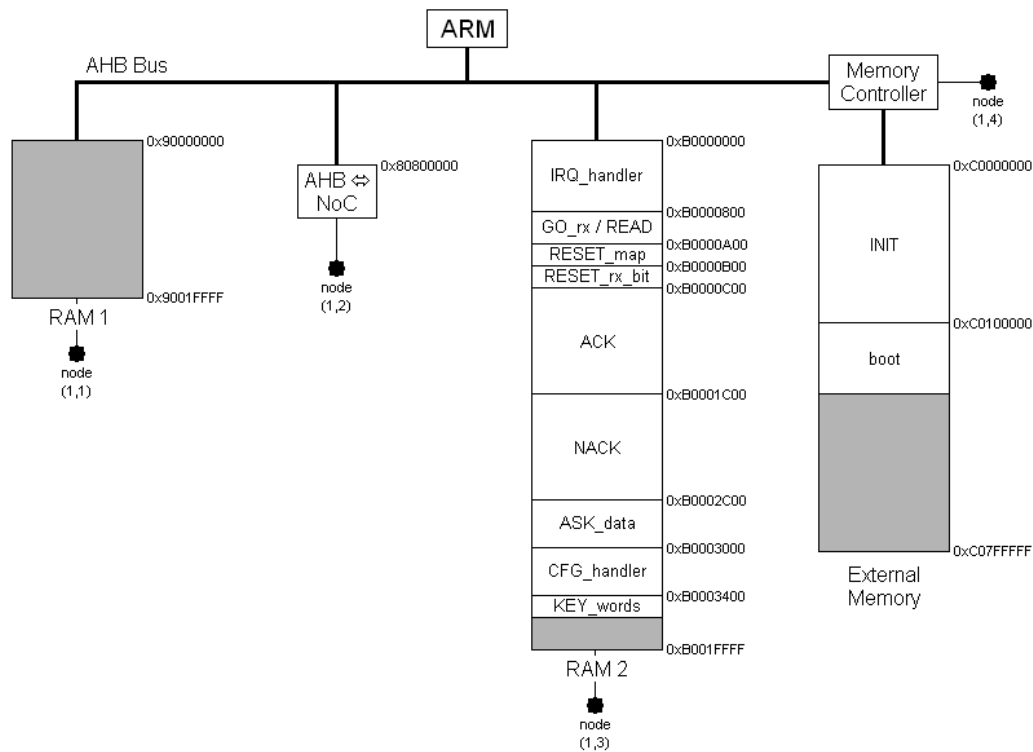 ARM
AHB Bus
Memory
Controller
node
(1,4)
0x90000000
0x9001FFFF
RAM 1
node
(1,1)
0x80800000
AHB ⇔
NoC
node
(1,2)
0xB0000000
IRQ_handler
0xB0000800
GO_rx / READ
0xB0000A00
RESET_map
0xB0000B00
RESET_rx_bit
0xB0000C00
ACK
0xB0001C00
NACK
0xB0002C00
ASK_data
0xB0003000
CFG_handler
0xB0003400
KEY_words
0xB001FFFF
RAM 2
node
(1,3)
0xC0000000
INIT
0xC0100000
boot
0xC07FFFFF
External
Memory